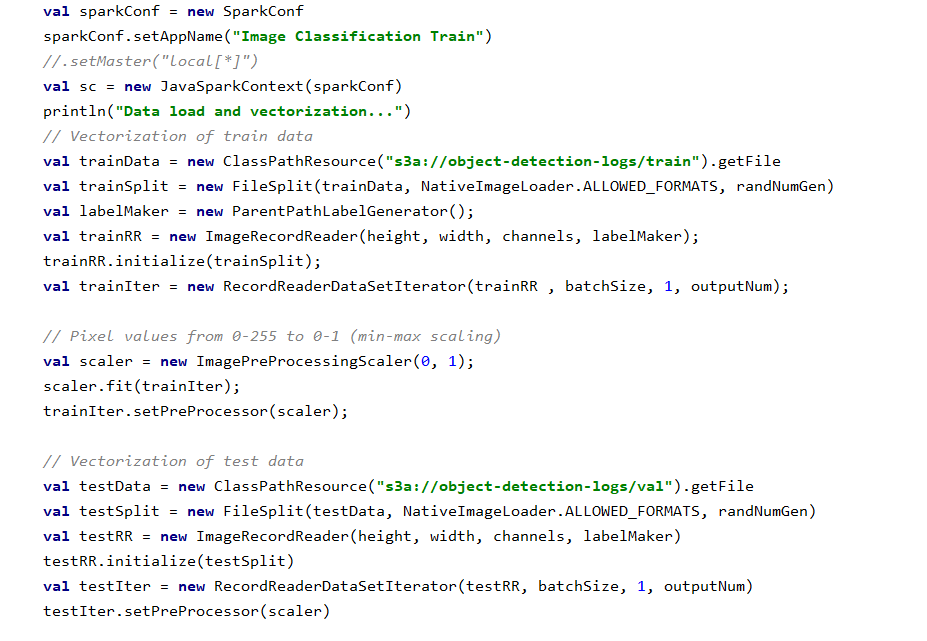 val sparkConf = new SparkConf
sparkConf.setAppName("Image Classification Train")
//.setMaster("local[*]")
val sc = new JavaSparkContext(sparkConf)
println("Data load and vectorization...")
// Vectorization of train data
val trainData = new ClassPathResource("s3a://object-detection-logs/train").getFile
val trainSplit = new FileSplit(trainData, NativeImageLoader.ALLOWED_FORMATS, randNumGen)
val labelMaker = new ParentPathLabelGenerator();
val trainRR = new ImageRecordReader(height, width, channels, labelMaker);
trainRR.initialize(trainSplit);
val trainIter = new RecordReaderDataSetIterator(trainRR , batchSize, 1, outputNum);
// Pixel values from 0-255 to 0-1 (min-max scaling)
val scaler = new ImagePreProcessingScaler(0, 1);
scaler.fit(trainIter);
trainIter.setPreProcessor(scaler);
// Vectorization of test data
val testData = new ClassPathResource("s3a://object-detection-logs/val").getFile
val testSplit = new FileSplit(testData, NativeImageLoader.ALLOWED_FORMATS, randNumGen)
val testRR = new ImageRecordReader(height, width, channels, labelMaker)
testRR.initialize(testSplit)
val testIter = new RecordReaderDataSetIterator(testRR, batchSize, 1, outputNum)
testIter.setPreProcessor(scaler)